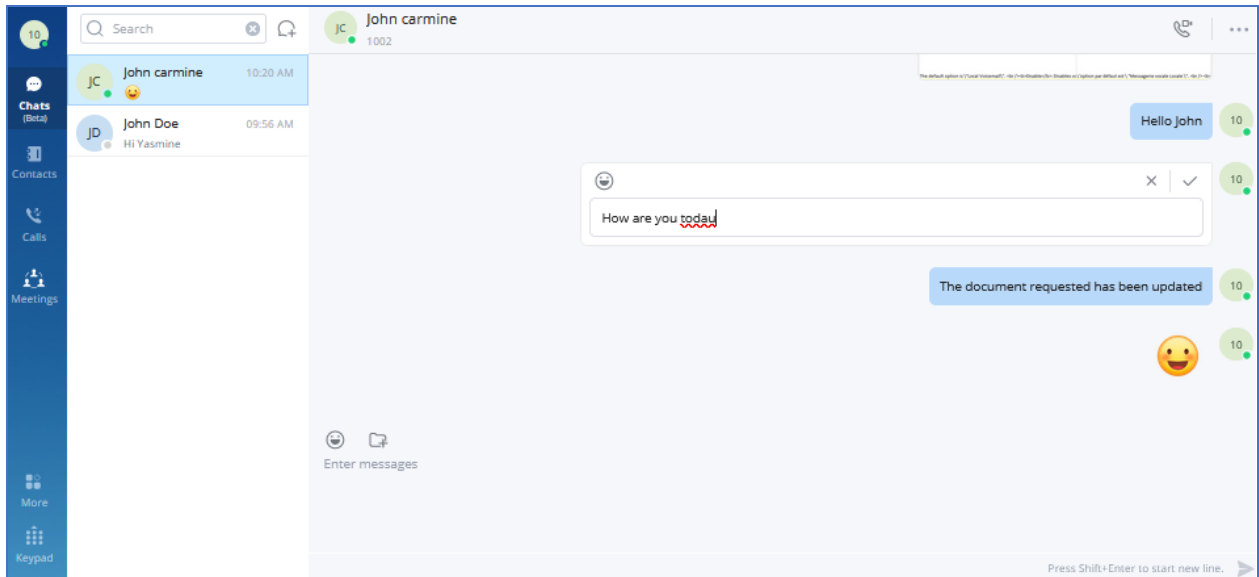 10
Chats
(Beta)
Contacts
Calls
Meetings
More
Keypad
Search
JC
John carmine
10:20 AM
JD
John Doe
09:56 AM
Hi Yasmine
JC
John carmine
1002
Hello John
10
10
How are you todau
The document requested has been updated
10
10
Enter messages
Press Shift+Enter to start new line.